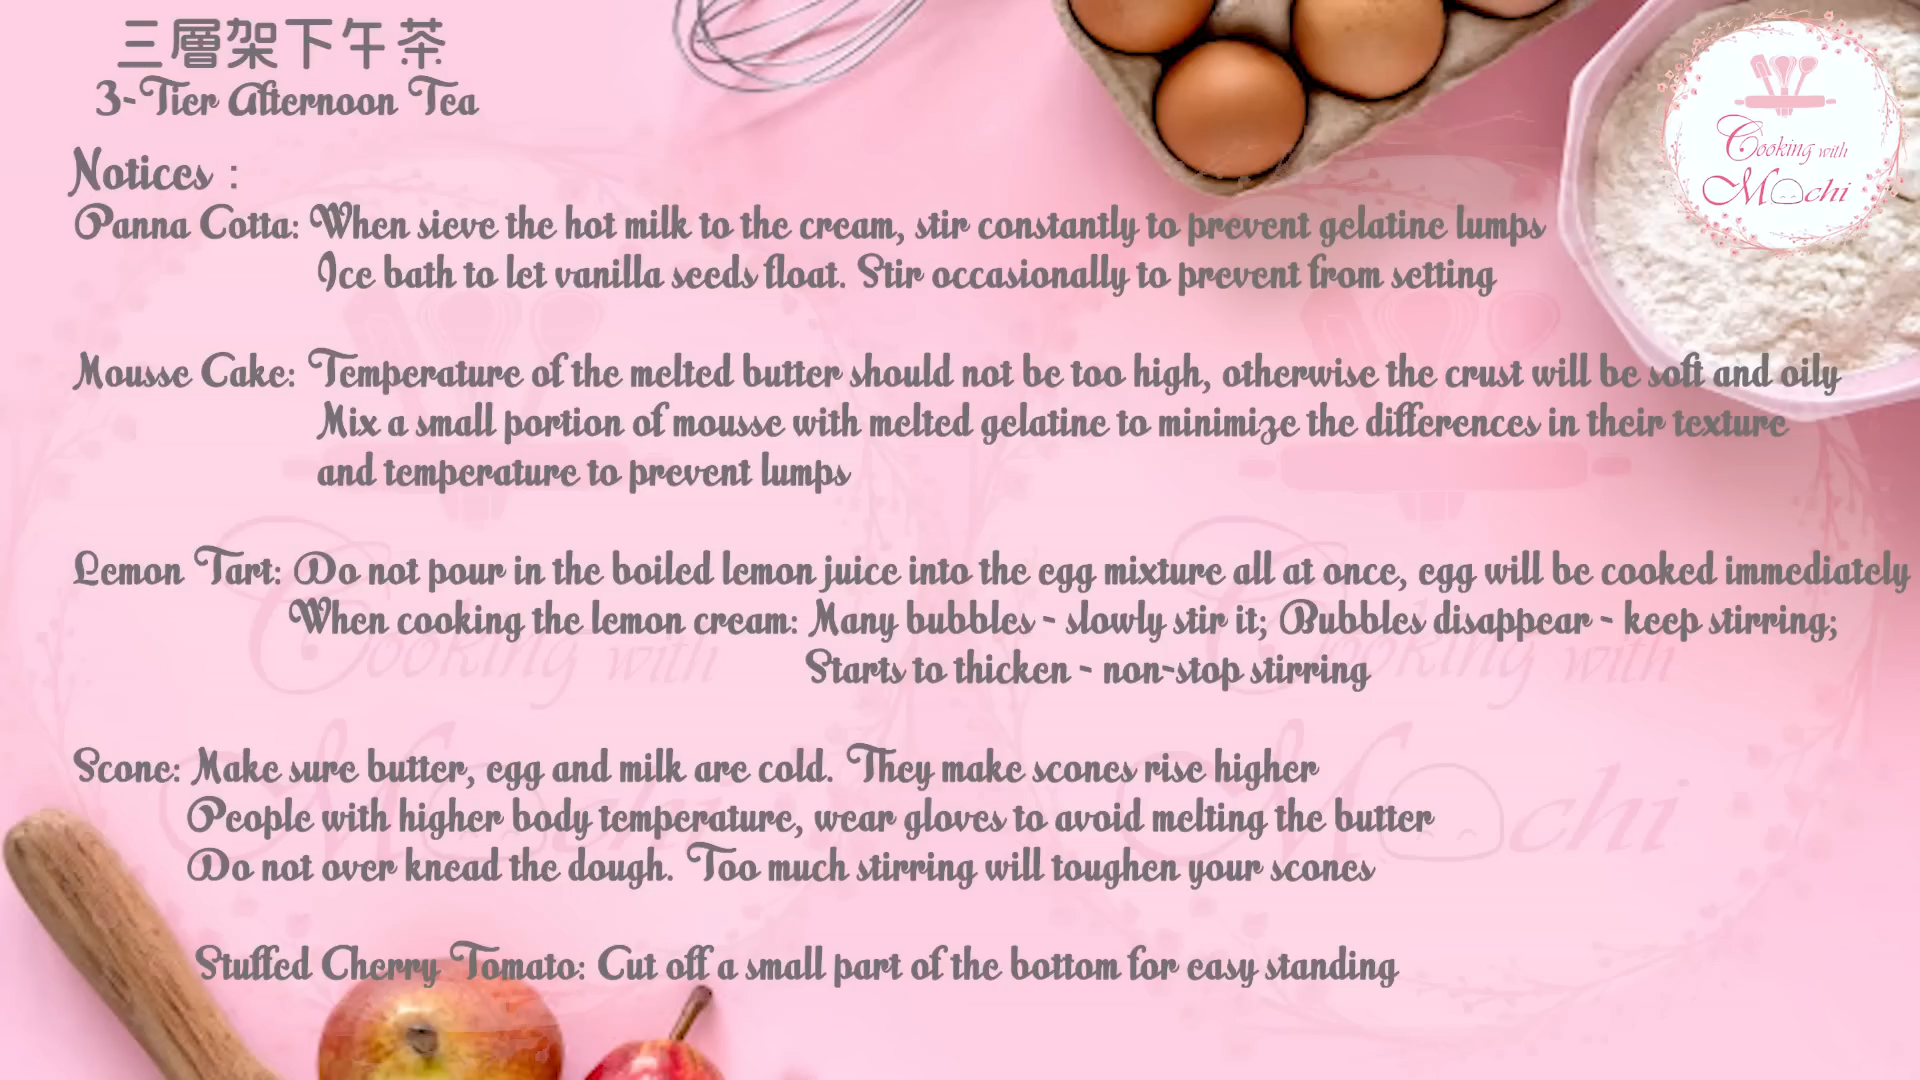 三層架下午茶
3-Tier Afternoon Tea
Cooking with
Mochi
Notices :
Panna Cotta: When sieve the hot milk to the cream, stir constantly to prevent gelatine lumps
Ice bath to let vanilla seeds float. Stir occasionally to prevent from setting
Mousse Cake: Temperature of the melted butter should not be too high, otherwise the crust will be soft and oily
Mix a small portion of mousse with melted gelatine to minimize the differences in their texture
and temperature to prevent lumps
Lemon Tart: Do not pour in the boiled lemon juice into the egg mixture all at once, egg will be cooked immediately
When cooking the lemon cream: Many bubbles - slowly stir it; Bubbles disappear - keep stirring;
Starts to thicken - non-stop stirring
Cooking with
Mochi
Cooking with
Mochi
Scone: Make sure butter, egg and milk are cold. They make scones rise higher
People with higher body temperature, wear gloves to avoid melting the butter
Do not over knead the dough. Too much stirring will toughen your scones
Stuffed Cherry Tomato: Cut off a small part of the bottom for easy standing